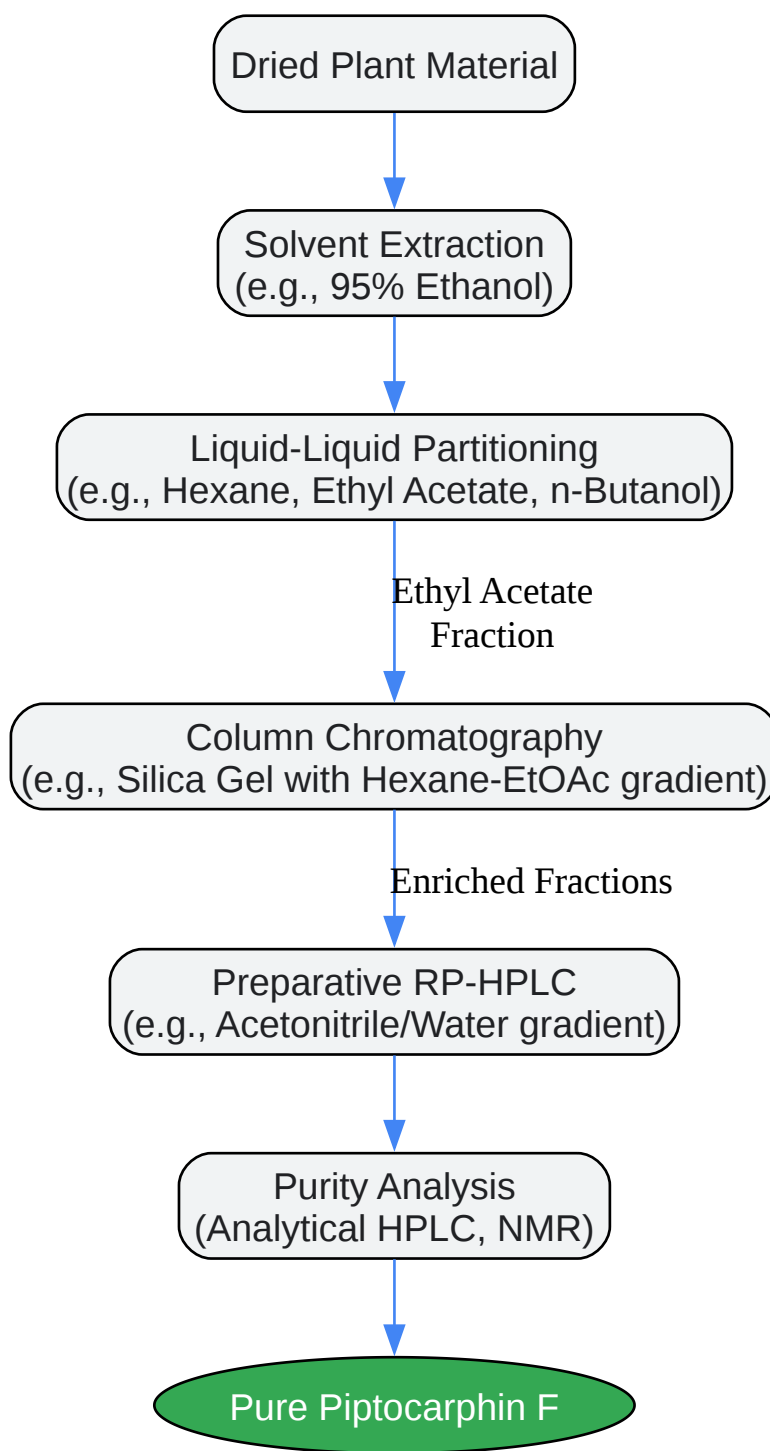 Dried Plant Material
Solvent Extraction
(e.g., 95% Ethanol)
Liquid-Liquid Partitioning
(e.g., Hexane, Ethyl Acetate, n-Butanol)
Ethyl Acetate
Fraction
Column Chromatography
(e.g., Silica Gel with Hexane-EtOAc gradient)
Enriched Fractions
Preparative RP-HPLC
(e.g., Acetonitrile/Water gradient)
Purity Analysis
(Analytical HPLC, NMR)
Pure Piptocarphin F